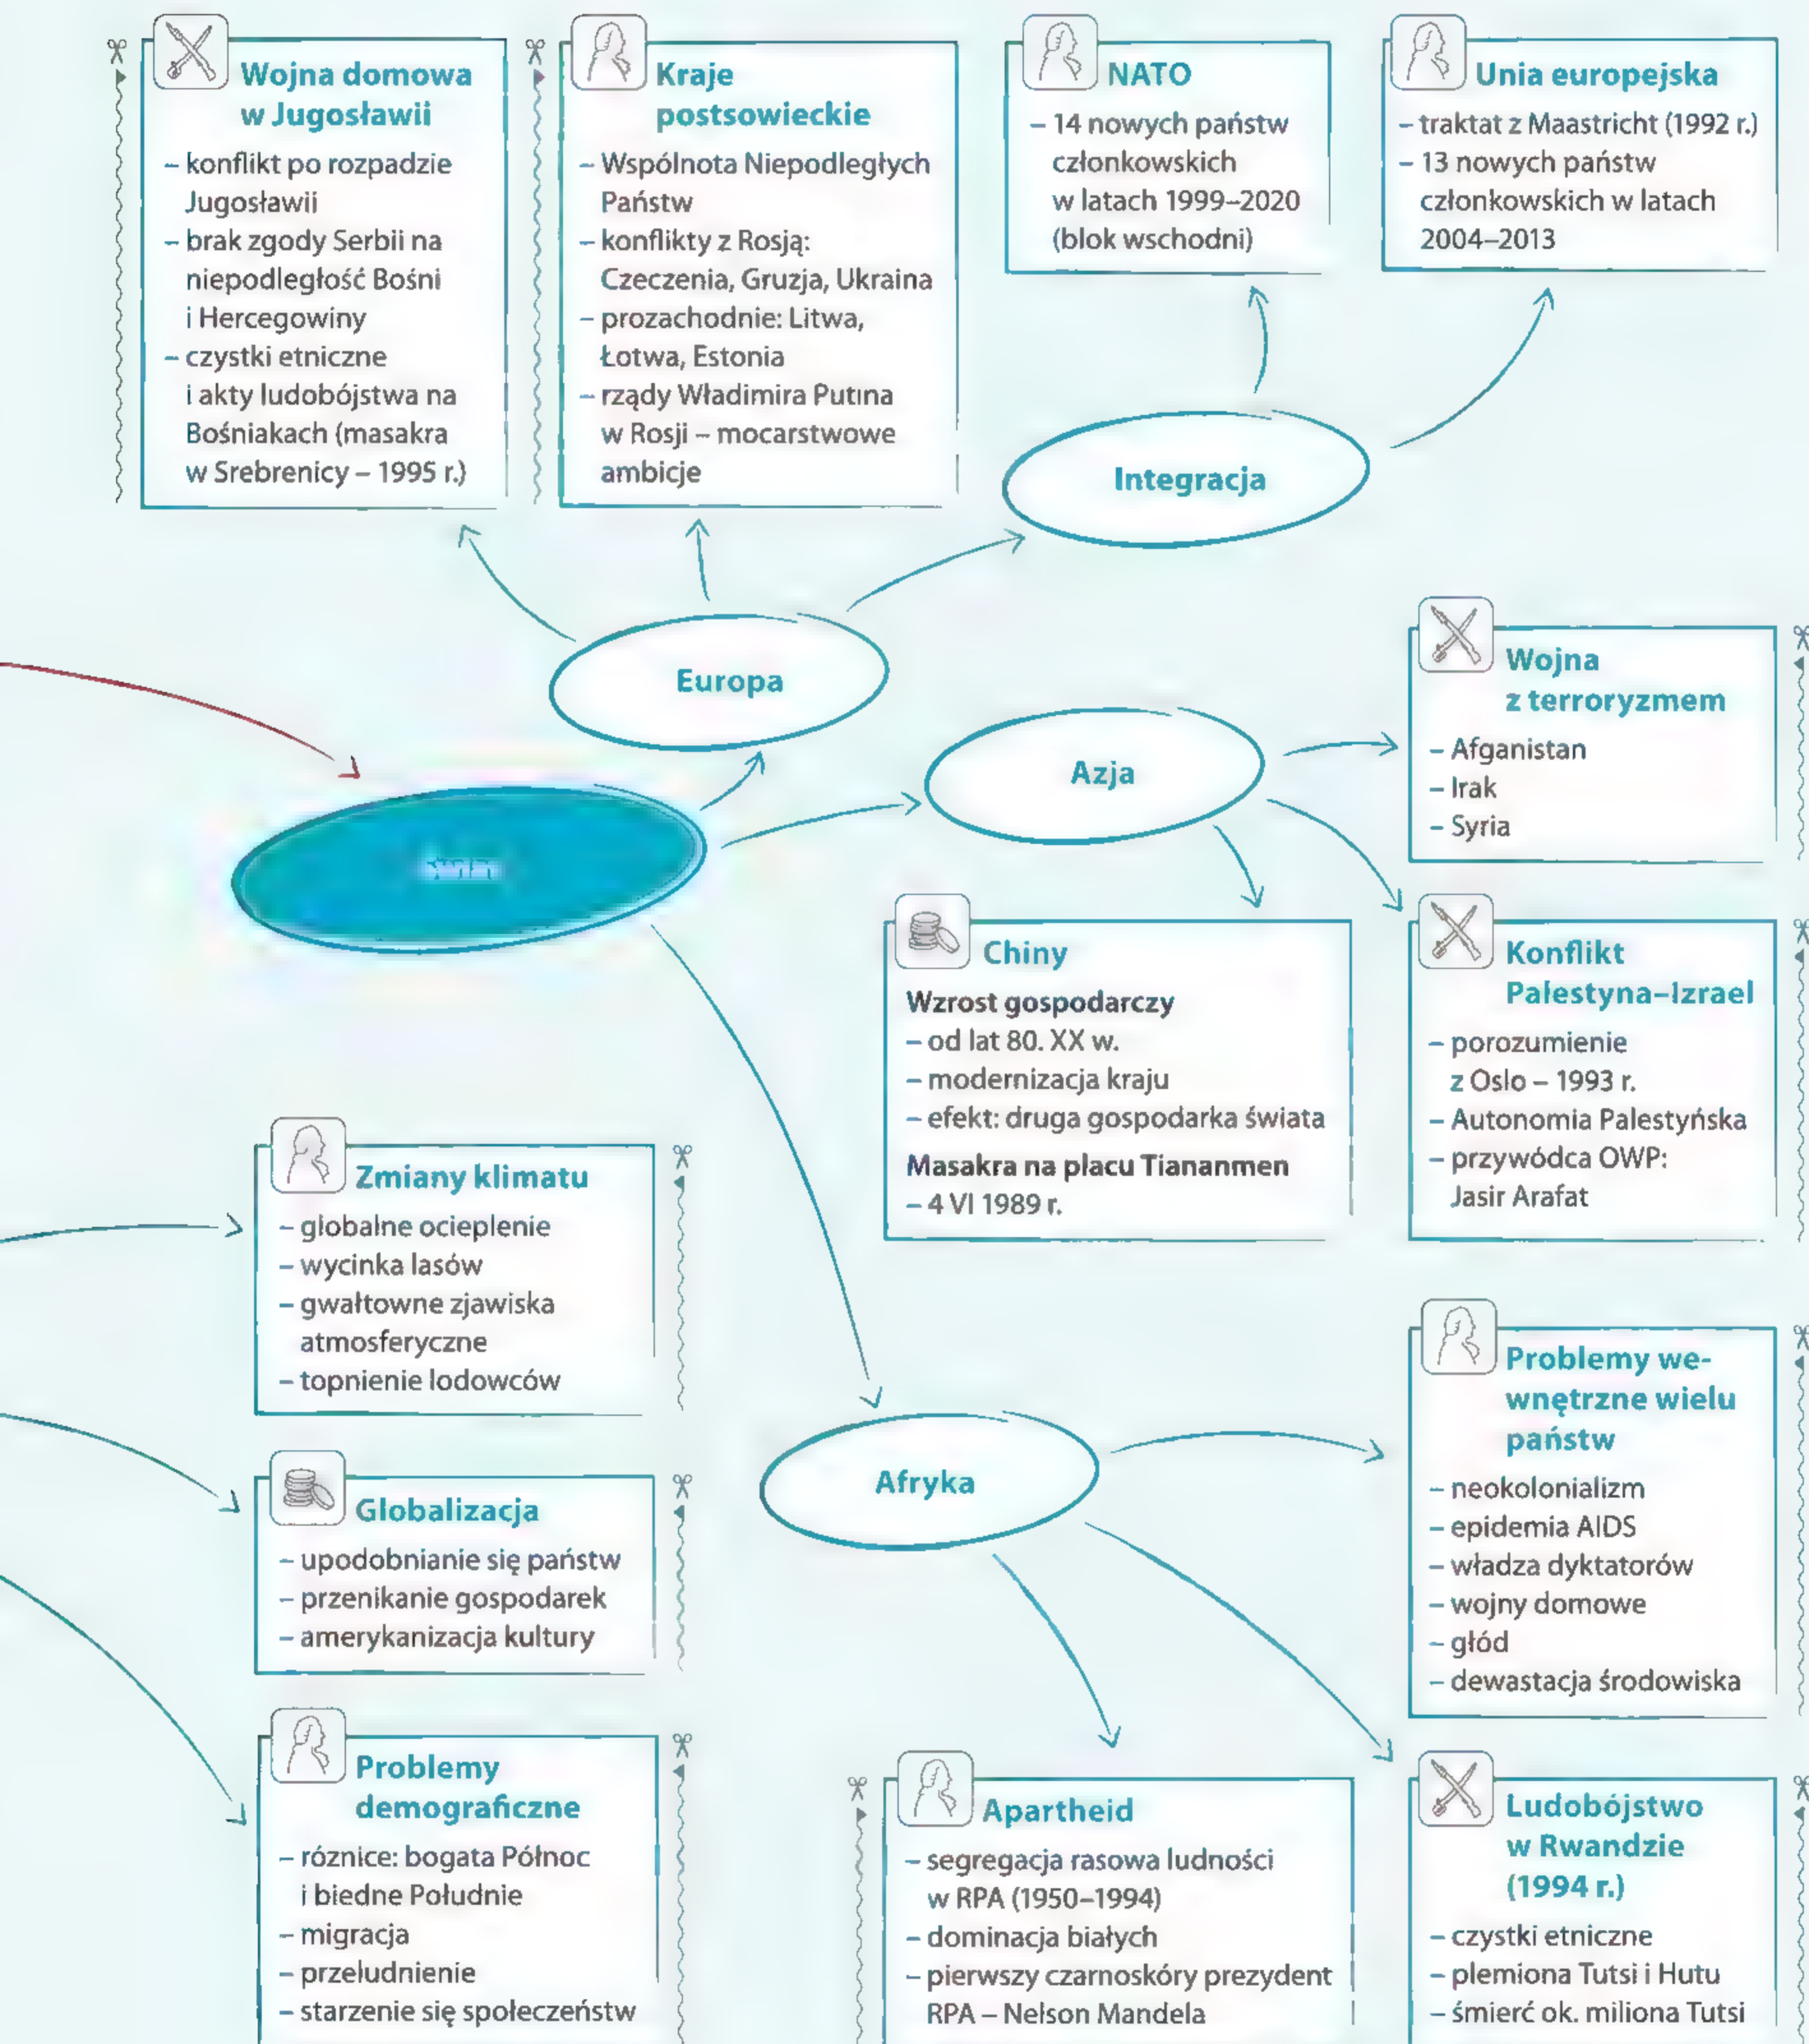 Wojna domowa
w Jugosławii
– konflikt po rozpadzie
Jugosławii
– brak zgody Serbii na
niepodległość Bośni
i Hercegowiny
– czystki etniczne
i akty ludobójstwa na
Bośniakach (masakra
w Srebrenicy – 1995 r.)
Kraje
postsowieckie
– Wspólnota Niepodległych
Państw
– konflikty z Rosją:
Czeczenia, Gruzja, Ukraina
– prozachodnie: Litwa,
Łotwa, Estonia
– rządy Władimira Putina
w Rosji – mocarstwowe
ambicje
NATO
– 14 nowych państw
członkowskich
w latach 1999–2020
(blok wschodni)
Unia europejska
– traktat z Maastricht (1992 r.)
– 13 nowych państw
członkowskich w latach
2004–2013
Integracja
Europa
Azja
Wojna
z terroryzmem
– Afganistan
– Irak
– Syria
Chiny
Wzrost gospodarczy
– od lat 80. XX w.
– modernizacja kraju
– efekt: druga gospodarka świata
Masakra na placu Tiananmen
– 4 VI 1989 r.
Konflikt
Palestyna–Izrael
– porozumienie
z Oslo – 1993 r.
– Autonomia Palestyńska
– przywódca OWP:
Jasir Arafat
Zmiany klimatu
– globalne ocieplenie
– wycinka lasów
– gwałtowne zjawiska
atmosferyczne
– topnienie lodowców
Globalizacja
– upodobnianie się państw
– przenikanie gospodarek
– amerykanizacja kultury
Problemy
demograficzne
– róznice: bogata Północ
i biedne Południe
– migracja
– przeludnienie
– starzenie się społeczeństw
Afryka
Problemy we-
wnętrzne wielu
państw
– neokolonializm
– epidemia AIDS
– władza dyktatorów
– wojny domowe
– głód
– dewastacja środowiska
Apartheid
– segregacja rasowa ludności
w RPA (1950–1994)
– dominacja białych
– pierwszy czarnoskóry prezydent
RPA – Nelson Mandela
Ludobójstwo
w Rwandzie
(1994 r.)
– czystki etniczne
– plemiona Tutsi i Hutu
– śmierć ok. miliona Tutsi